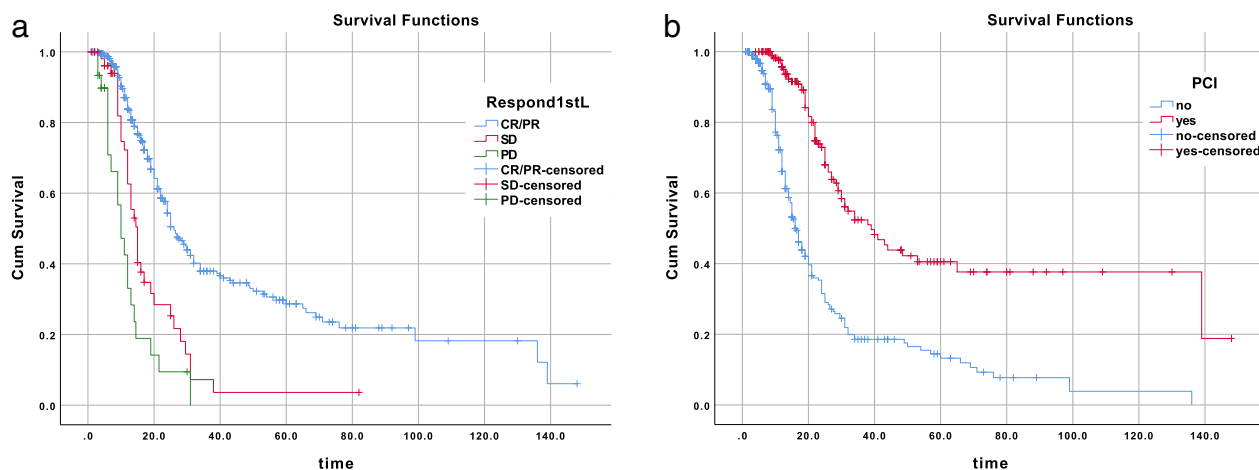 a
Survival Functions
Cum Survival
1.0
0.8
0.6
0.4
0.2
0.0
Respond1stL
CR/PR
SD
PD
CR/PR-censored
SD-censored
PD-censored
.0 20.0 40.0 60.0 80.0 100.0 120.0 140.0
time
b
Survival Functions
Cum Survival
1.0
0.8
0.6
0.4
0.2
0.0
PCI
no
yes
no-censored
yes-censored
.0 20.0 40.0 60.0 80.0 100.0 120.0 140.0
time